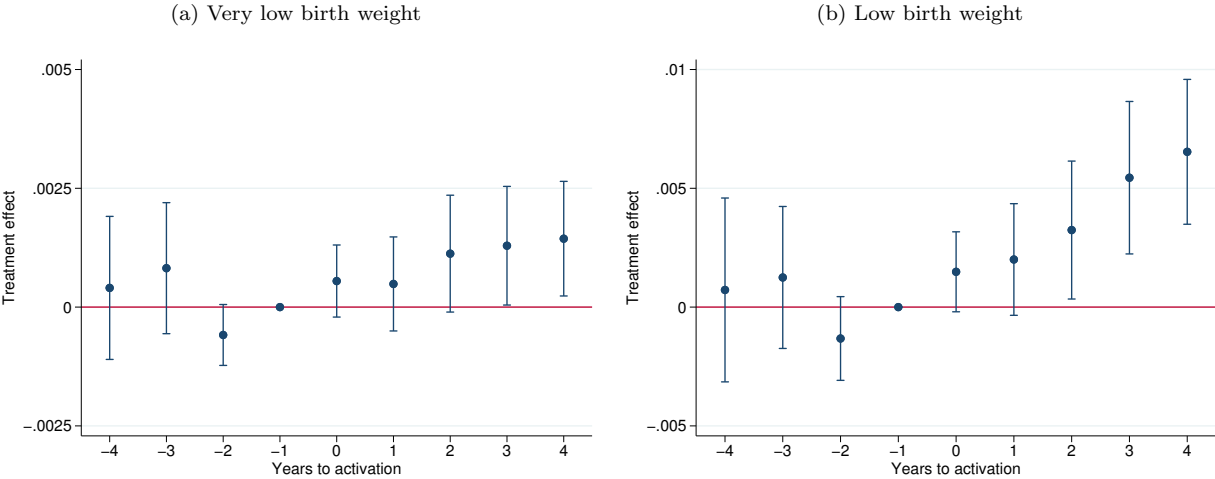 (a) Very low birth weight
.005
.0025
0
−.0025
Treatment effect
−4 −3 −2 −1 0 1 2 3 4
Years to activation
(b) Low birth weight
.01
.005
0
−.005
Treatment effect
−4 −3 −2 −1 0 1 2 3 4
Years to activation